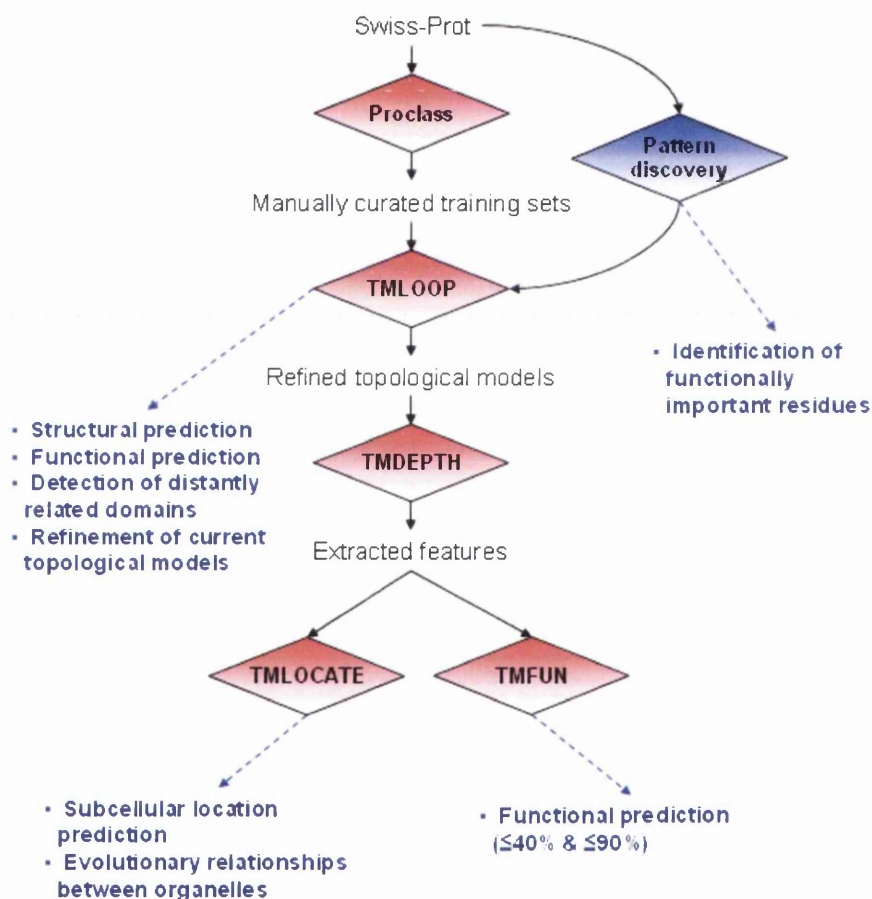 Swiss-Prot
Proclass
Pattern
discovery
Manually curated training sets
TMLOOP
• Identification of
functionally
important residues
Refined topological models
• Structural prediction
• Functional prediction
• Detection of distantly
related domains
• Refinement of current
topological models
TMDEPTH
Extracted features
TMLOCATE
TMFUN
• Subcellular location
prediction
• Evolutionary relationships
between organelles
• Functional prediction
(≤40% & ≤90%)